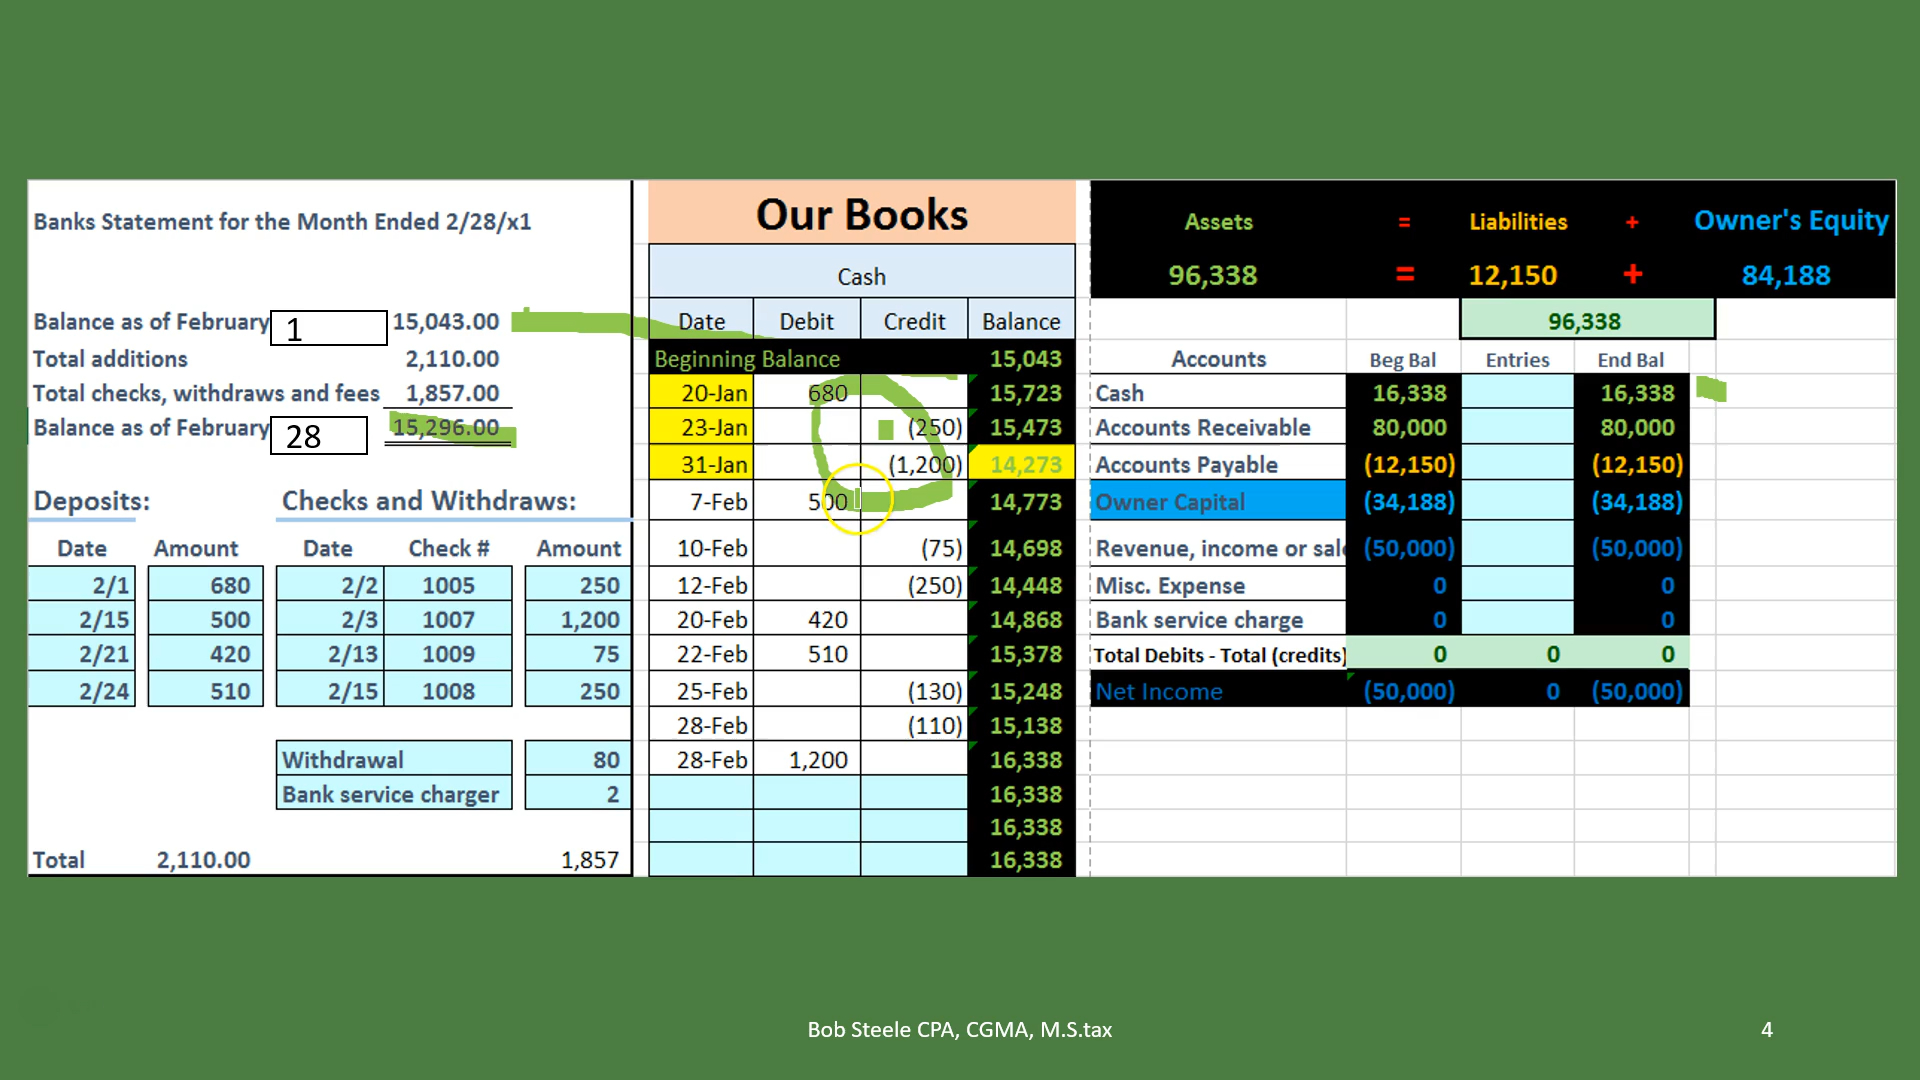 Banks Statement for the Month Ended 2/28/x1
Balance as of February 1 15,043.00
Total additions 2,110.00
Total checks, withdraws and fees 1,857.00
Balance as of February 28 15,296.00
Deposits: Checks and Withdraws:
Date Amount Date Check # Amount
2/1 680 2/2 1005 250
2/15 500 2/3 1007 1,200
2/21 420 2/13 1009 75
2/24 510 2/15 1008 250
Withdrawal 80
Bank service charger 2
Total 2,110.00 1,857
Our Books
Cash
Date Debit Credit Balance
Beginning Balance 15,043
20-Jan 680 15,723
23-Jan (250) 15,473
31-Jan (1,200) 14,273
7-Feb 500 14,773
10-Feb (75) 14,698
12-Feb (250) 14,448
20-Feb 420 14,868
22-Feb 510 15,378
25-Feb (130) 15,248
28-Feb (110) 15,138
28-Feb 1,200 16,338
16,338
16,338
16,338
Assets = Liabilities + Owner's Equity
96,338 = 12,150 + 84,188
96,338
Accounts Beg Bal Entries End Bal
Cash 16,338 16,338
Accounts Receivable 80,000 80,000
Accounts Payable (12,150) (12,150)
Owner Capital (34,188) (34,188)
Revenue, income or sal (50,000) (50,000)
Misc. Expense 0 0
Bank service charge 0 0
Total Debits - Total (credits) 0 0 0
Net Income (50,000) 0 (50,000)
Bob Steele CPA, CGMA, M.S.tax
4